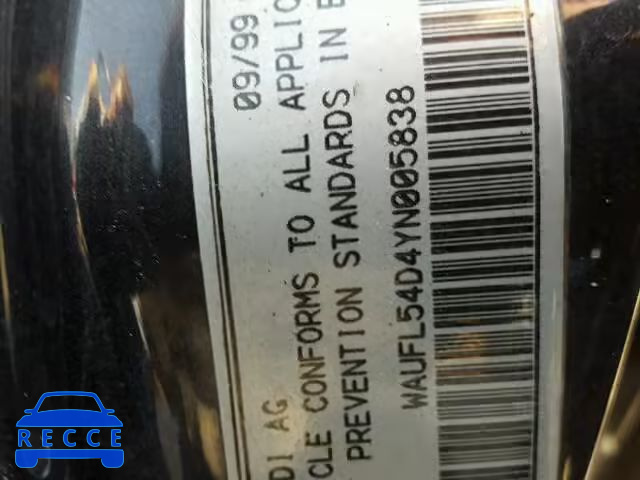 09/99
DI AG
CLE CONFORMS TO ALL APPLIC
PREVENTION STANDARDS IN E
WAUFL54D4YN005838
RECCE